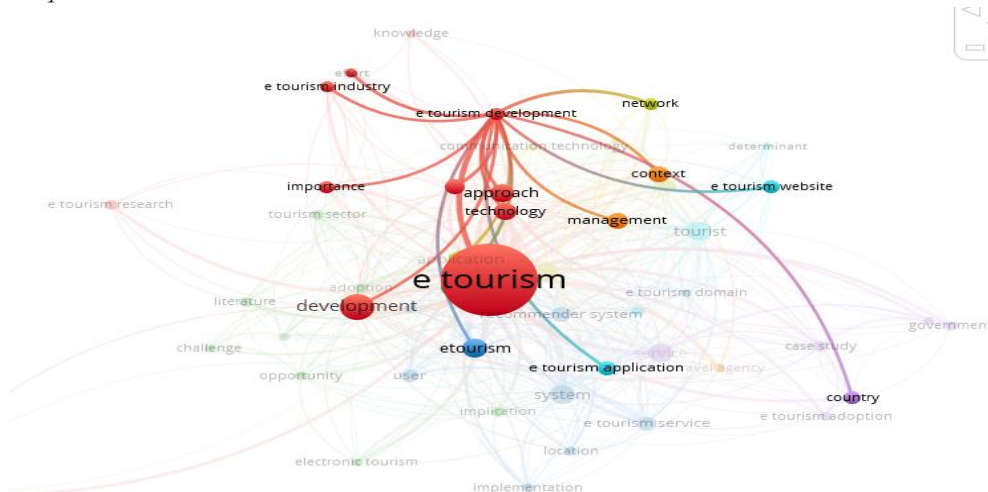 knowledge
effort
e tourism industry
e tourism development
network
communication technology
determinant
context
importance
approach
e tourism website
e tourism research
tourism sector
technology
management
tourist
application
e tourism
adoption
e tourism domain
literature
development
recommender system
government
challenge
etourism
service
case study
opportunity
user
e tourism application
travel agency
system
country
implication
e tourism adoption
e tourism service
location
electronic tourism
implementation